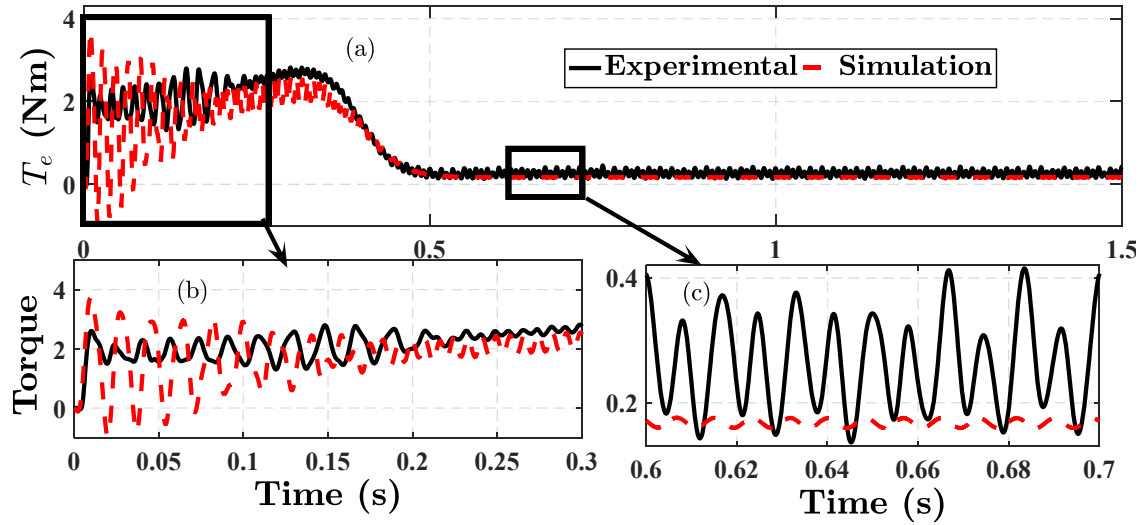 4
(a)
Experimental Simulation
T_e (Nm)
2
0
0 0.5 1 1.5
(b)
4
Torque
2
0
0 0.05 0.1 0.15 0.2 0.25 0.3
Time (s)
0.4
(c)
0.2
0.6 0.62 0.64 0.66 0.68 0.7
Time (s)